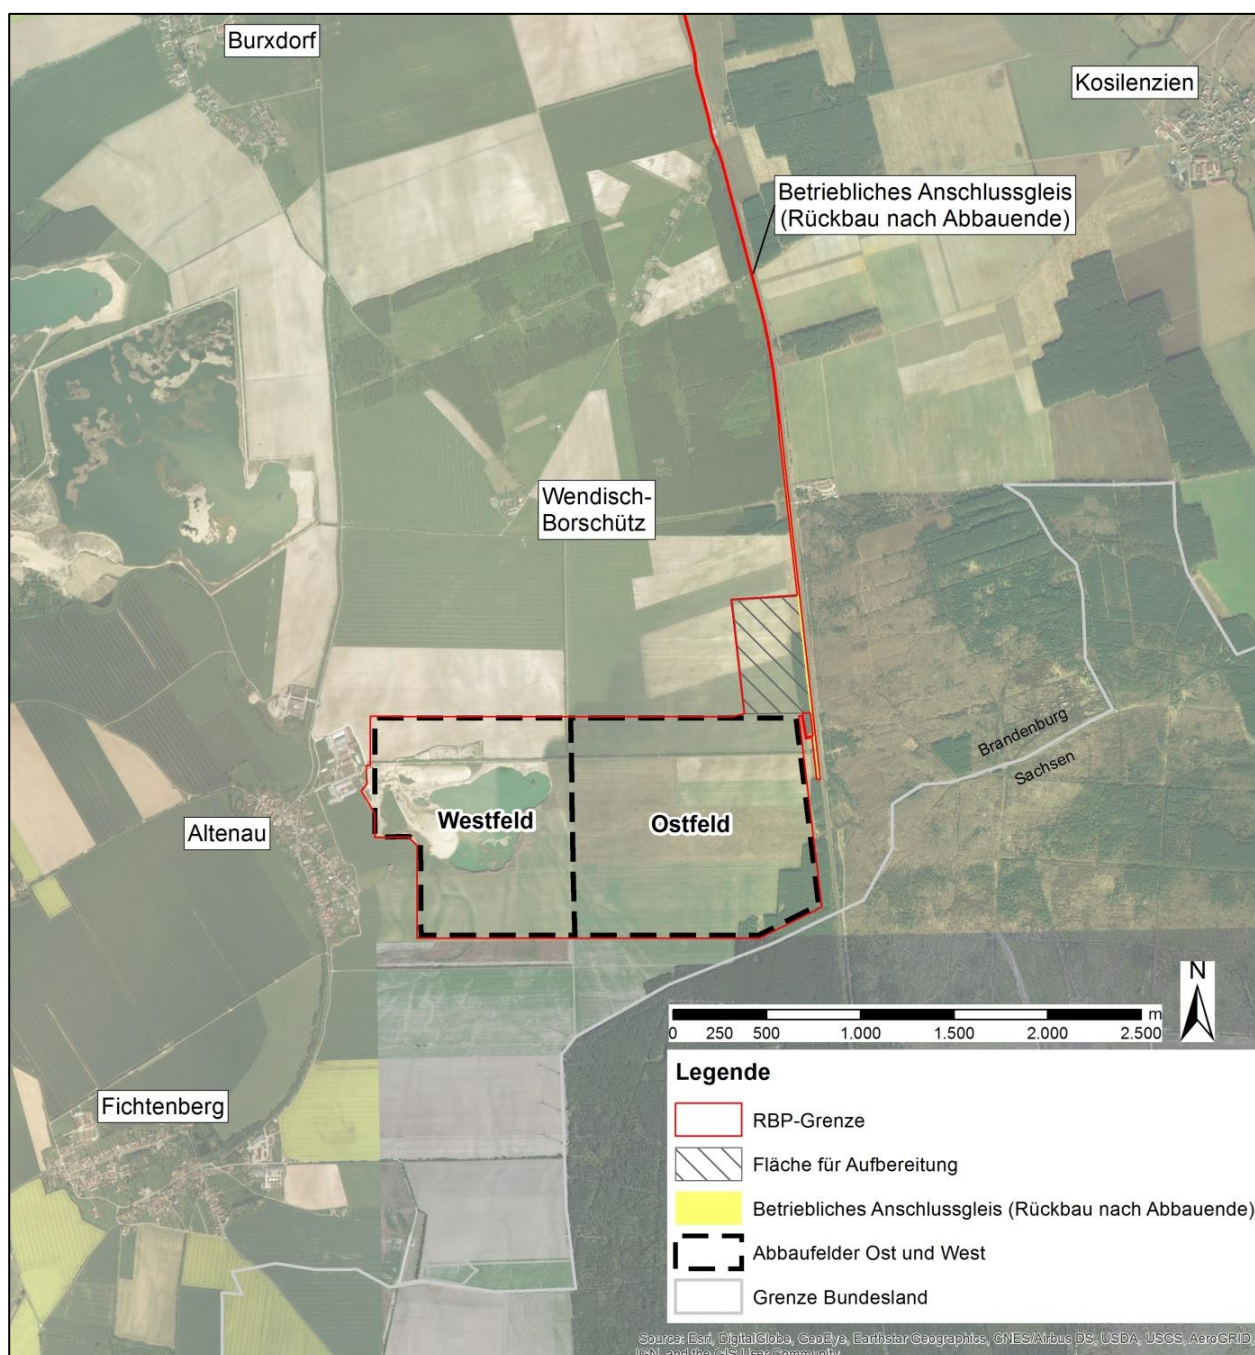 Burxdorf
Kosilenzien
Betriebliches Anschlussgleis
(Rückbau nach Abbauende)
Wendisch-
Borschütz
Brandenburg
Sachsen
Westfeld
Ostfeld
Altenau
N
m
0 250 500 1.000 1.500 2.000 2.500
Fichtenberg
Legende
RBP-Grenze
Fläche für Aufbereitung
Betriebliches Anschlussgleis (Rückbau nach Abbauende)
Abbaufelder Ost und West
Grenze Bundesland
Source: Esri, DigitalGlobe, GeoEye, Earthstar Geographics, CNES/Airbus DS, USDA, USGS, AeroGRID,
IGN, and the GIS User Community